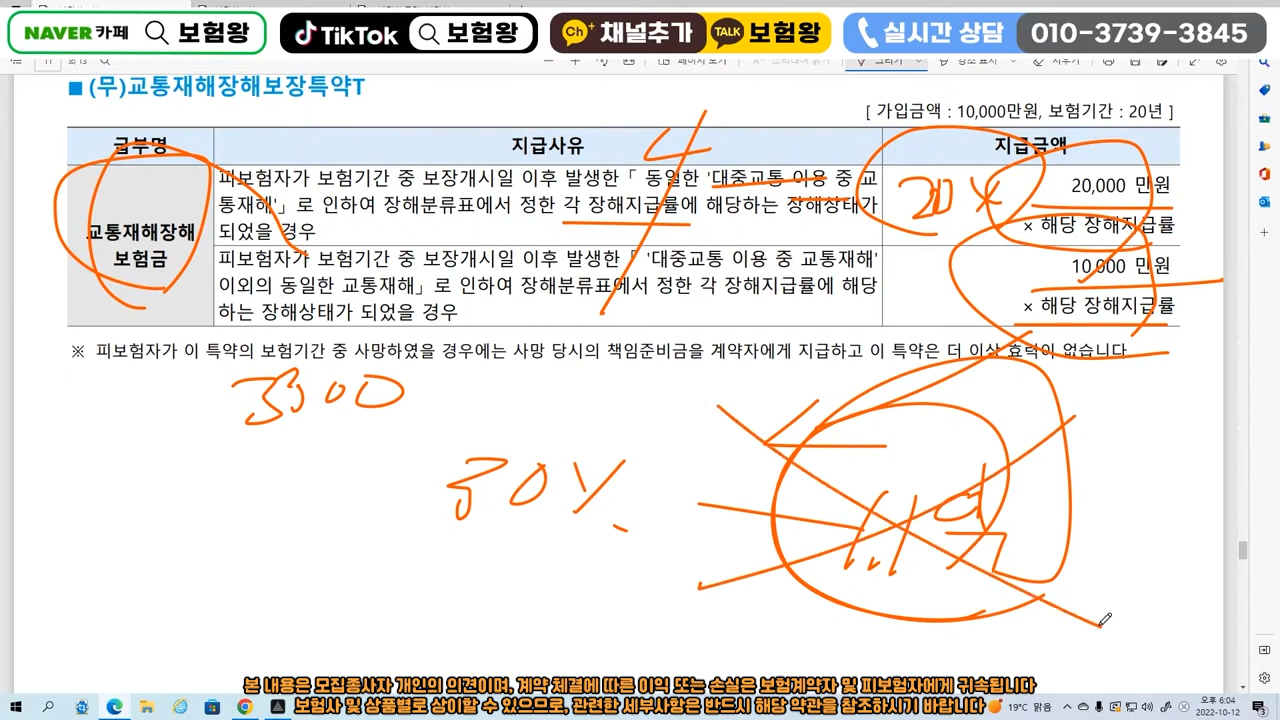 NAVER 카페 보험왕 TikTok 보험왕 Ch+ 채널추가 TALK 보험왕 실시간 상담 010-3739-3845
■ (무)교통재해장해보장특약T
[ 가입금액 : 10,000만원, 보험기간 : 20년 ]
급부명 지급사유 지급금액
피보험자가 보험기간 중 보장개시일 이후 발생한「 동일한 '대중교통 이용 중 교
통재해'」로 인하여 장해분류표에서 정한 각 장해지급률에 해당하는 장해상태가
되었을 경우
20,000 만원
× 해당 장해지급률
교통재해장해
보험금
피보험자가 보험기간 중 보장개시일 이후 발생한「 '대중교통 이용 중 교통재해'
이외의 동일한 교통재해」로 인하여 장해분류표에서 정한 각 장해지급률에 해당
하는 장해상태가 되었을 경우
10,000 만원
× 해당 장해지급률
※ 피보험자가 이 특약의 보험기간 중 사망하였을 경우에는 사망 당시의 책임준비금을 계약자에게 지급하고 이 특약은 더 이상 효력이 없습니다.
3300
본 내용은 모집종사자 개인의 의견이며, 계약 체결에 따른 이익 또는 손실은 보험계약자 및 피보험자에게 귀속됩니다
보험사 및 상품별로 상이할 수 있으므로, 관련한 세부사항은 반드시 해당 약관을 참조하시기 바랍니다
19℃ 맑음
오후 6:04
2022-10-12